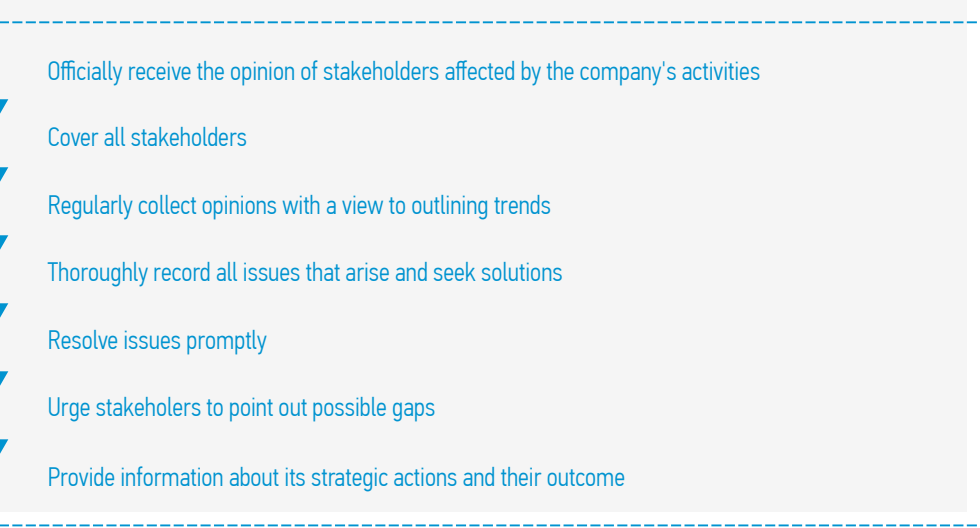 Officially receive the opinion of stakeholders affected by the company's activities
Cover all stakeholders
Regularly collect opinions with a view to outlining trends
Thoroughly record all issues that arise and seek solutions
Resolve issues promptly
Urge stakeholers to point out possible gaps
Provide information about its strategic actions and their outcome